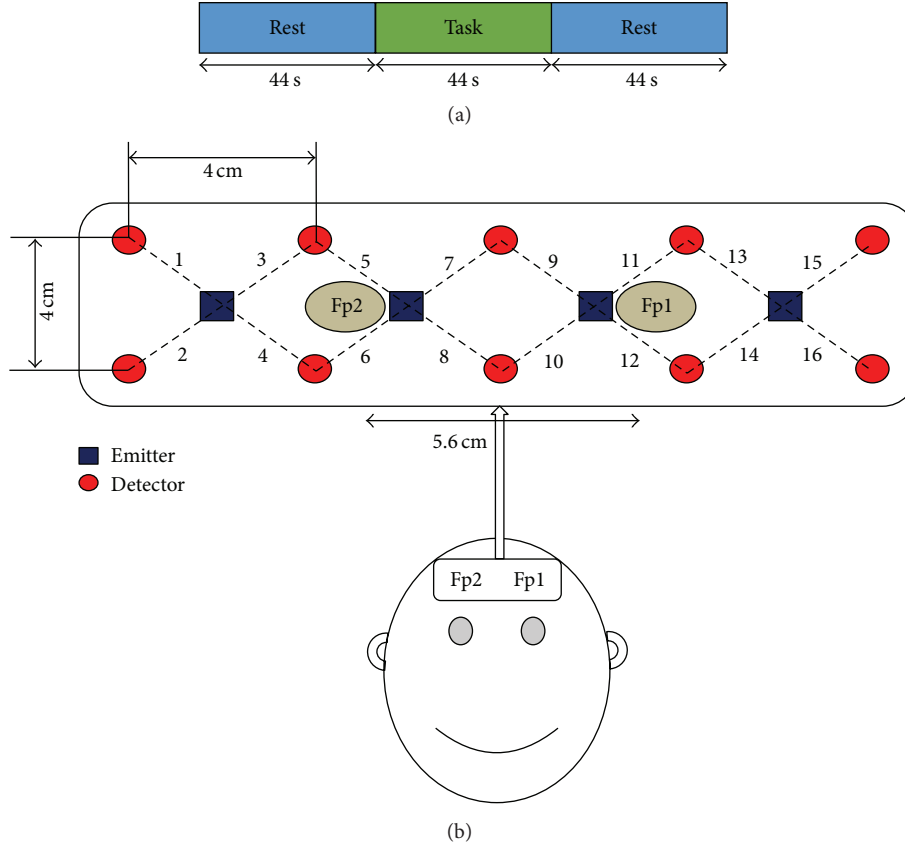 Rest Task Rest
44 s 44 s 44 s
(a)
4 cm
4 cm
1 3 5 7 9 11 13 15
Fp2 Fp1
2 4 6 8 10 12 14 16
5.6 cm
Emitter
Detector
Fp2 Fp1
(b)